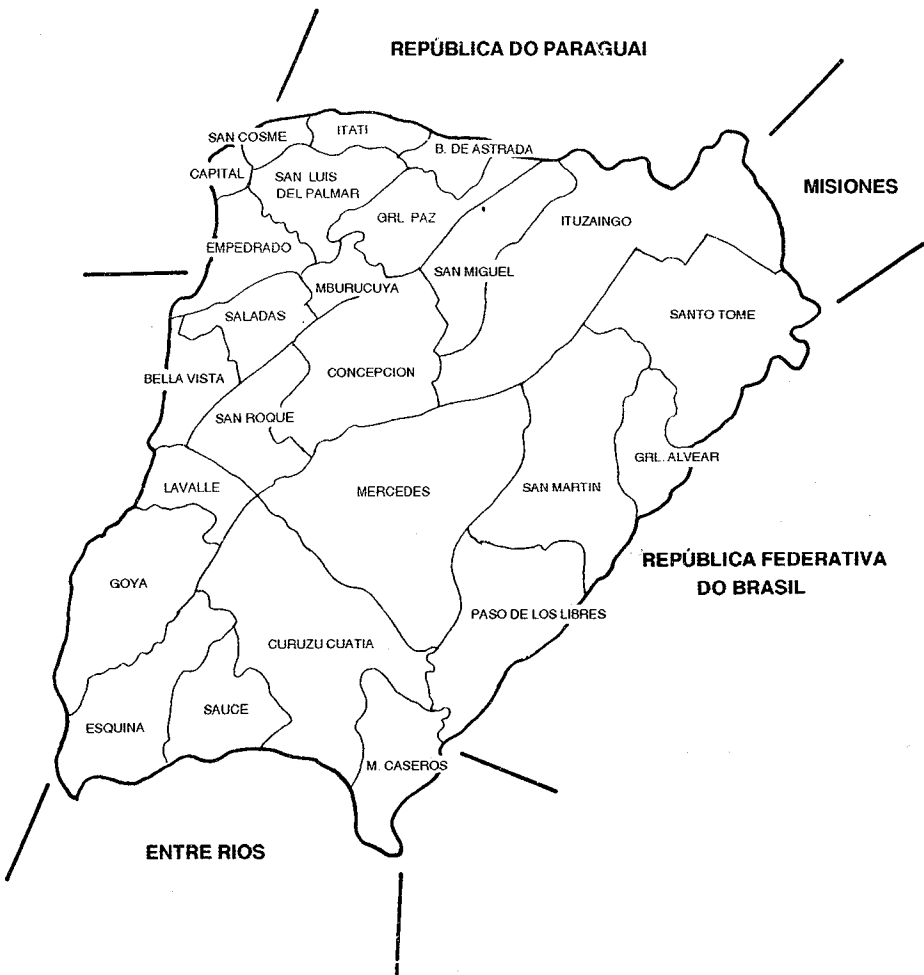 REPÚBLICA DO PARAGUAI
SAN COSME
ITATI
B. DE ASTRADA
CAPITAL
SAN LUIS
DEL PALMAR
MISIONES
GRL. PAZ
ITUZAINGO
EMPEDRADO
SAN MIGUEL
MBURUCUYA
SALADAS
SANTO TOME
BELLA VISTA
CONCEPCION
SAN ROQUE
GRL. ALVEAR
LAVALLE
MERCEDES
SAN MARTIN
REPÚBLICA FEDERATIVA
DO BRASIL
GOYA
PASO DE LOS LIBRES
CURUZU CUATIA
SAUCE
ESQUINA
M. CASEROS
ENTRE RIOS